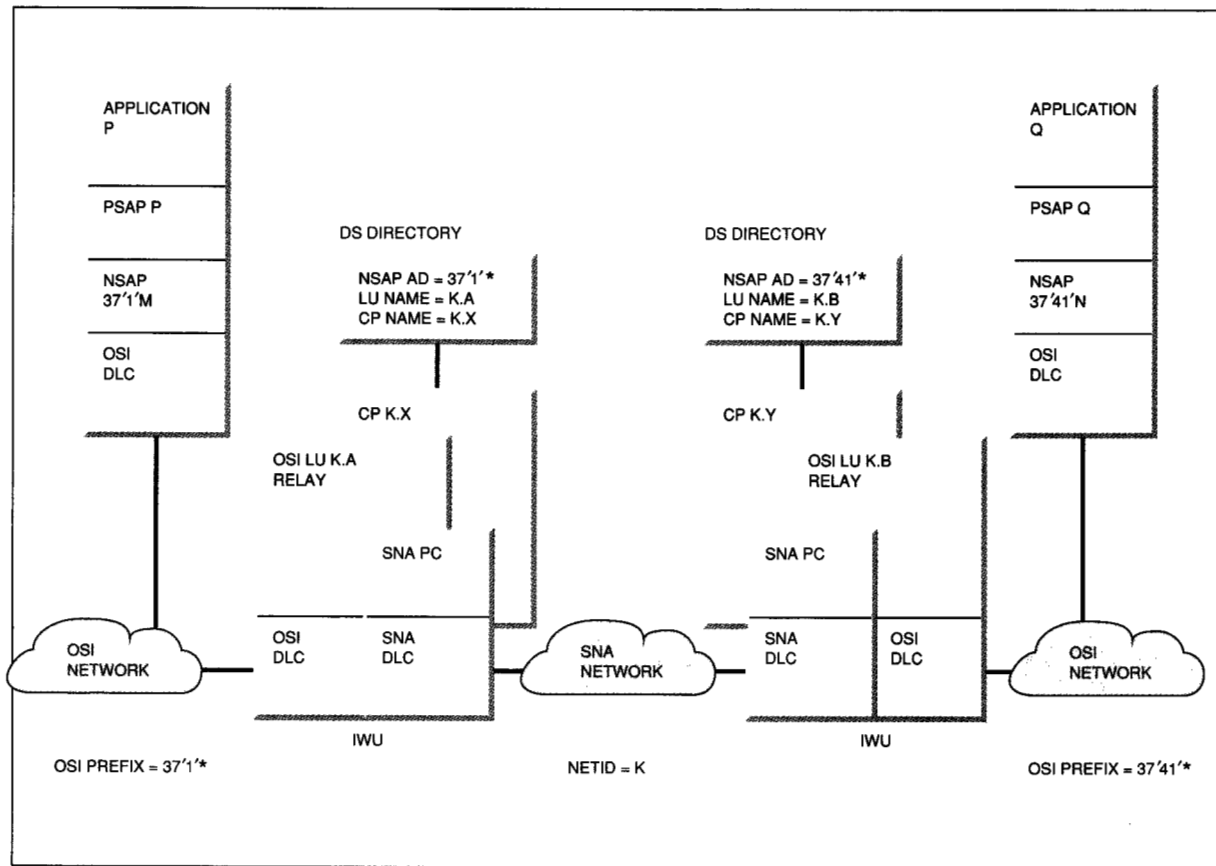 APPLICATION
P
PSAP P
NSAP
37'1'M
OSI
DLC
DS DIRECTORY
NSAP AD = 37'1'*
LU NAME = K.A
CP NAME = K.X
CP K.X
OSI LU K.A
RELAY
SNA PC
OSI
DLC
SNA
DLC
IWU
DS DIRECTORY
NSAP AD = 37'41'*
LU NAME = K.B
CP NAME = K.Y
CP K.Y
OSI LU K.B
RELAY
SNA PC
SNA
DLC
OSI
DLC
IWU
APPLICATION
Q
PSAP Q
NSAP
37'41'N
OSI
DLC
OSI
NETWORK
SNA
NETWORK
OSI
NETWORK
OSI PREFIX = 37'1'*
NETID = K
OSI PREFIX = 37'41'*